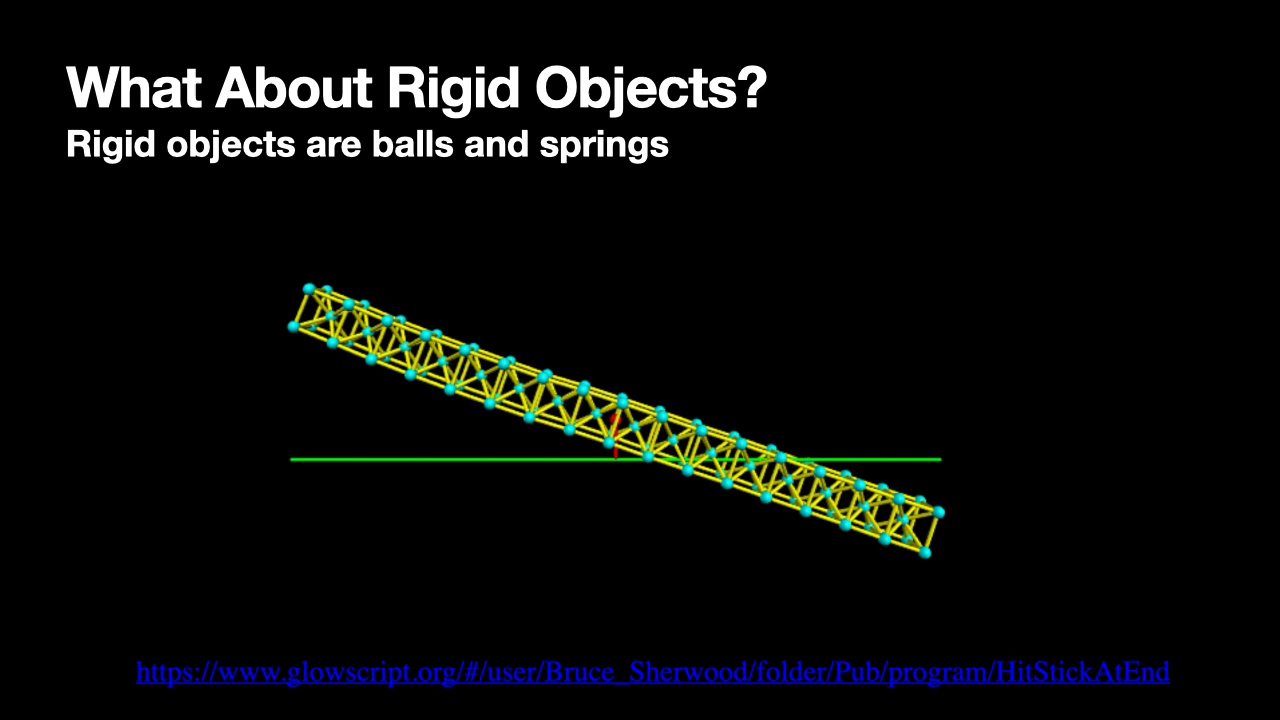 What About Rigid Objects?
Rigid objects are balls and springs
https://www.glowscript.org/#/user/Bruce_Sherwood/folder/Pub/program/HitStickAtEnd